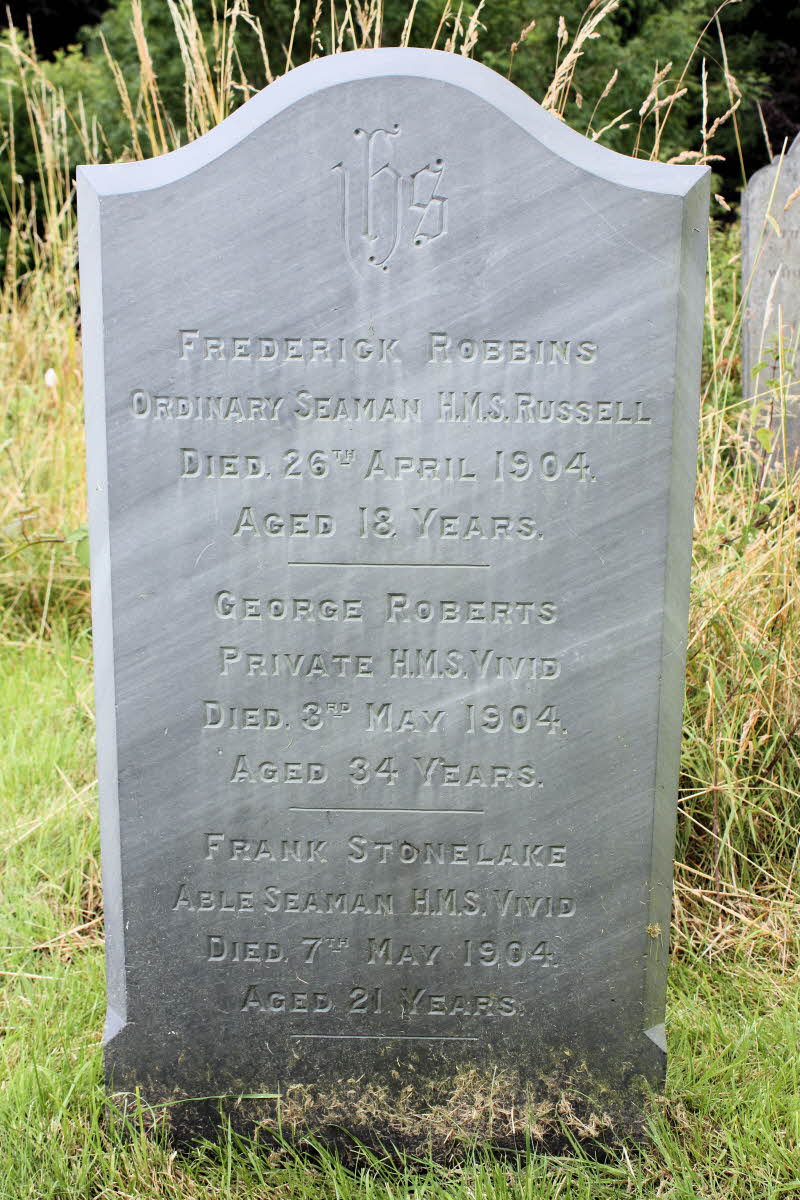 IHS
FREDERICK ROBBINS
ORDINARY SEAMAN H.M.S. RUSSELL
DIED. 26TH APRIL 1904.
AGED 18. YEARS.
GEORGE ROBERTS
PRIVATE H.M.S. VIVID
DIED. 3RD MAY 1904.
AGED 34 YEARS.
FRANK STONELAKE
ABLE SEAMAN H.M.S. VIVID
DIED. 7TH MAY 1904.
AGED 21 YEARS.